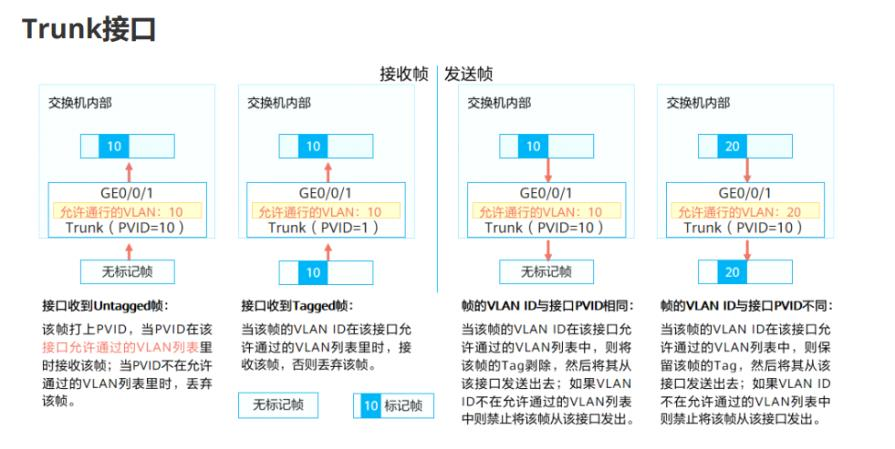 Trunk接口
接收帧
发送帧
交换机内部
10
GE0/0/1
允许通行的VLAN：10
Trunk（PVID=10）
无标记帧
接口收到Untagged帧：
该帧打上PVID，当PVID在该
接口允许通过的VLAN列表里
时接收该帧；当PVID不在允许
通过的VLAN列表里时，丢弃
该帧。
交换机内部
10
GE0/0/1
允许通行的VLAN：10
Trunk（PVID=1）
10
接口收到Tagged帧：
当该帧的VLAN ID在该接口允
许通过的VLAN列表里时，接
收该帧，否则丢弃该帧。
无标记帧
10 标记帧
交换机内部
10
GE0/0/1
允许通行的VLAN：10
Trunk（PVID=10）
无标记帧
帧的VLAN ID与接口PVID相同：
当该帧的VLAN ID在该接口允
许通过的VLAN列表中，则将
该帧的Tag剥除，然后将其从
该接口发送出去；如果VLAN
ID不在允许通过的VLAN列表
中则禁止将该帧从该接口发出。
交换机内部
20
GE0/0/1
允许通行的VLAN：20
Trunk（PVID=10）
20
帧的VLAN ID与接口PVID不同：
当该帧的VLAN ID在该接口允
许通过的VLAN列表中，则保
留该帧的Tag，然后将其从该
接口发送出去；如果VLAN ID
不在允许通过的VLAN列表中
则禁止将该帧从该接口发出。